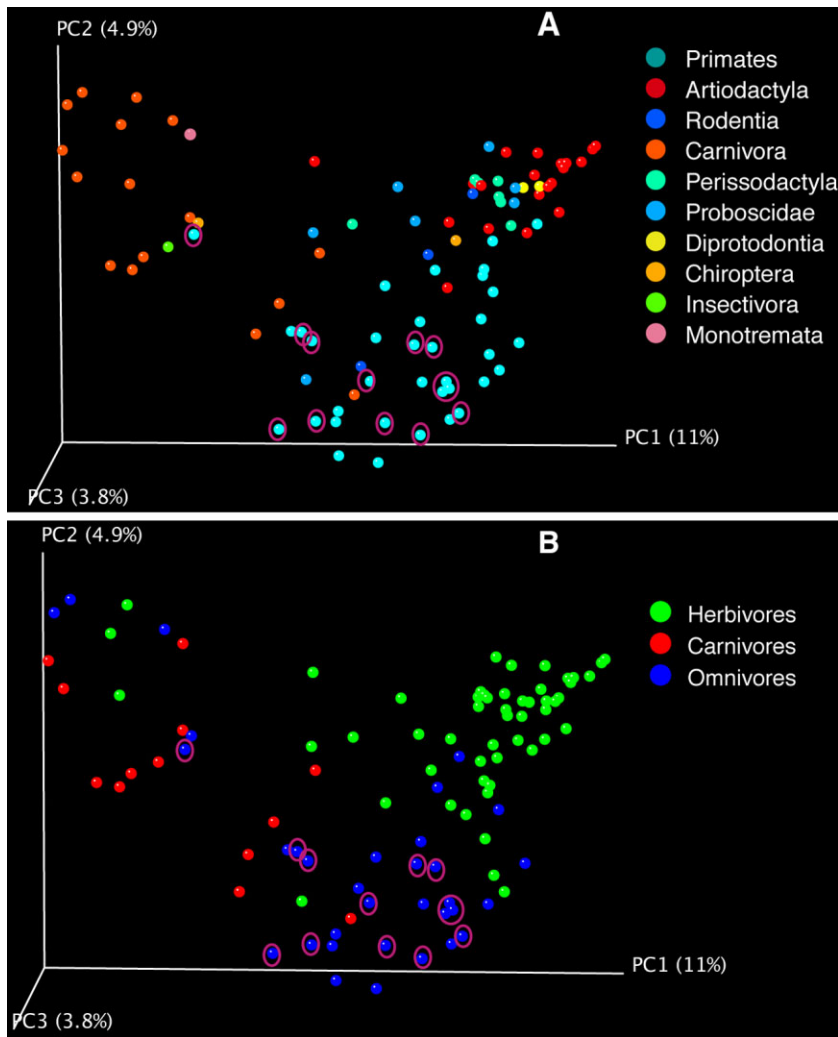 PC2 (4.9%)
A
Primates
Artiodactyla
Rodentia
Carnivora
Perissodactyla
Proboscidae
Diprotodontia
Chiroptera
Insectivora
Monotremata
PC1 (11%)
PC3 (3.8%)
PC2 (4.9%)
B
Herbivores
Carnivores
Omnivores
PC1 (11%)
PC3 (3.8%)